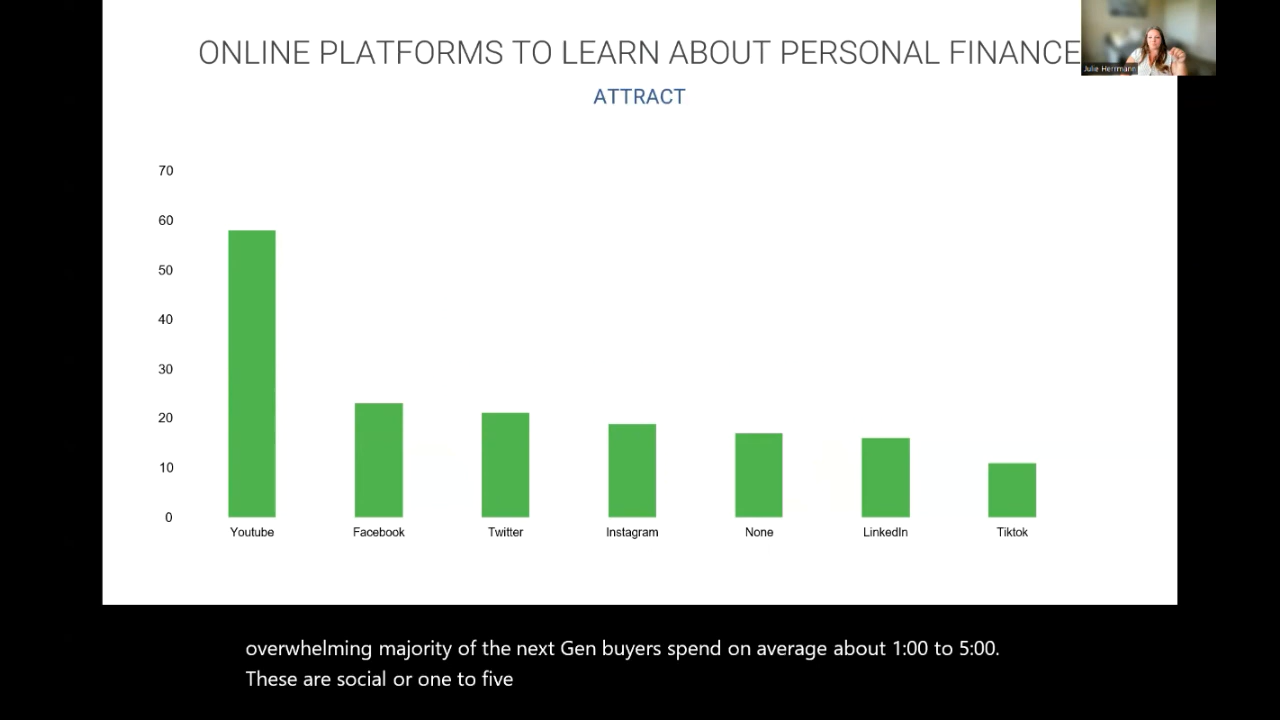 ONLINE PLATFORMS TO LEARN ABOUT PERSONAL FINANCE
Julie Herrmann
ATTRACT
70
60
50
40
30
20
10
0
Youtube Facebook Twitter Instagram None LinkedIn Tiktok
overwhelming majority of the next Gen buyers spend on average about 1:00 to 5:00.
These are social or one to five